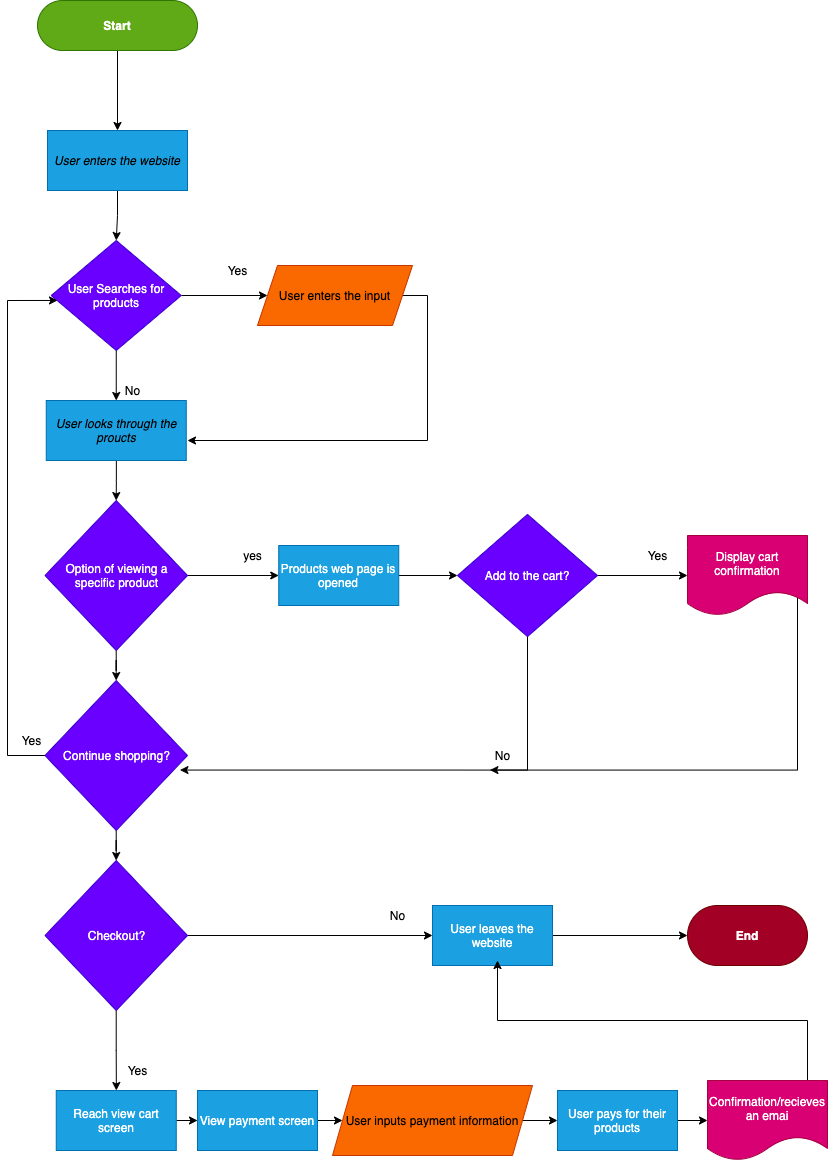 Start
User enters the website
Yes
User Searches for
products
User enters the input
No
User looks through the
proucts
Option of viewing a
specific product
yes
Products web page is
opened
Add to the cart?
Yes
Display cart
confirmation
Yes
Continue shopping?
No
Checkout?
No
User leaves the
website
End
Yes
Reach view cart
screen
View payment screen
User inputs payment information
User pays for their
products
Confirmation/recieves
an emai